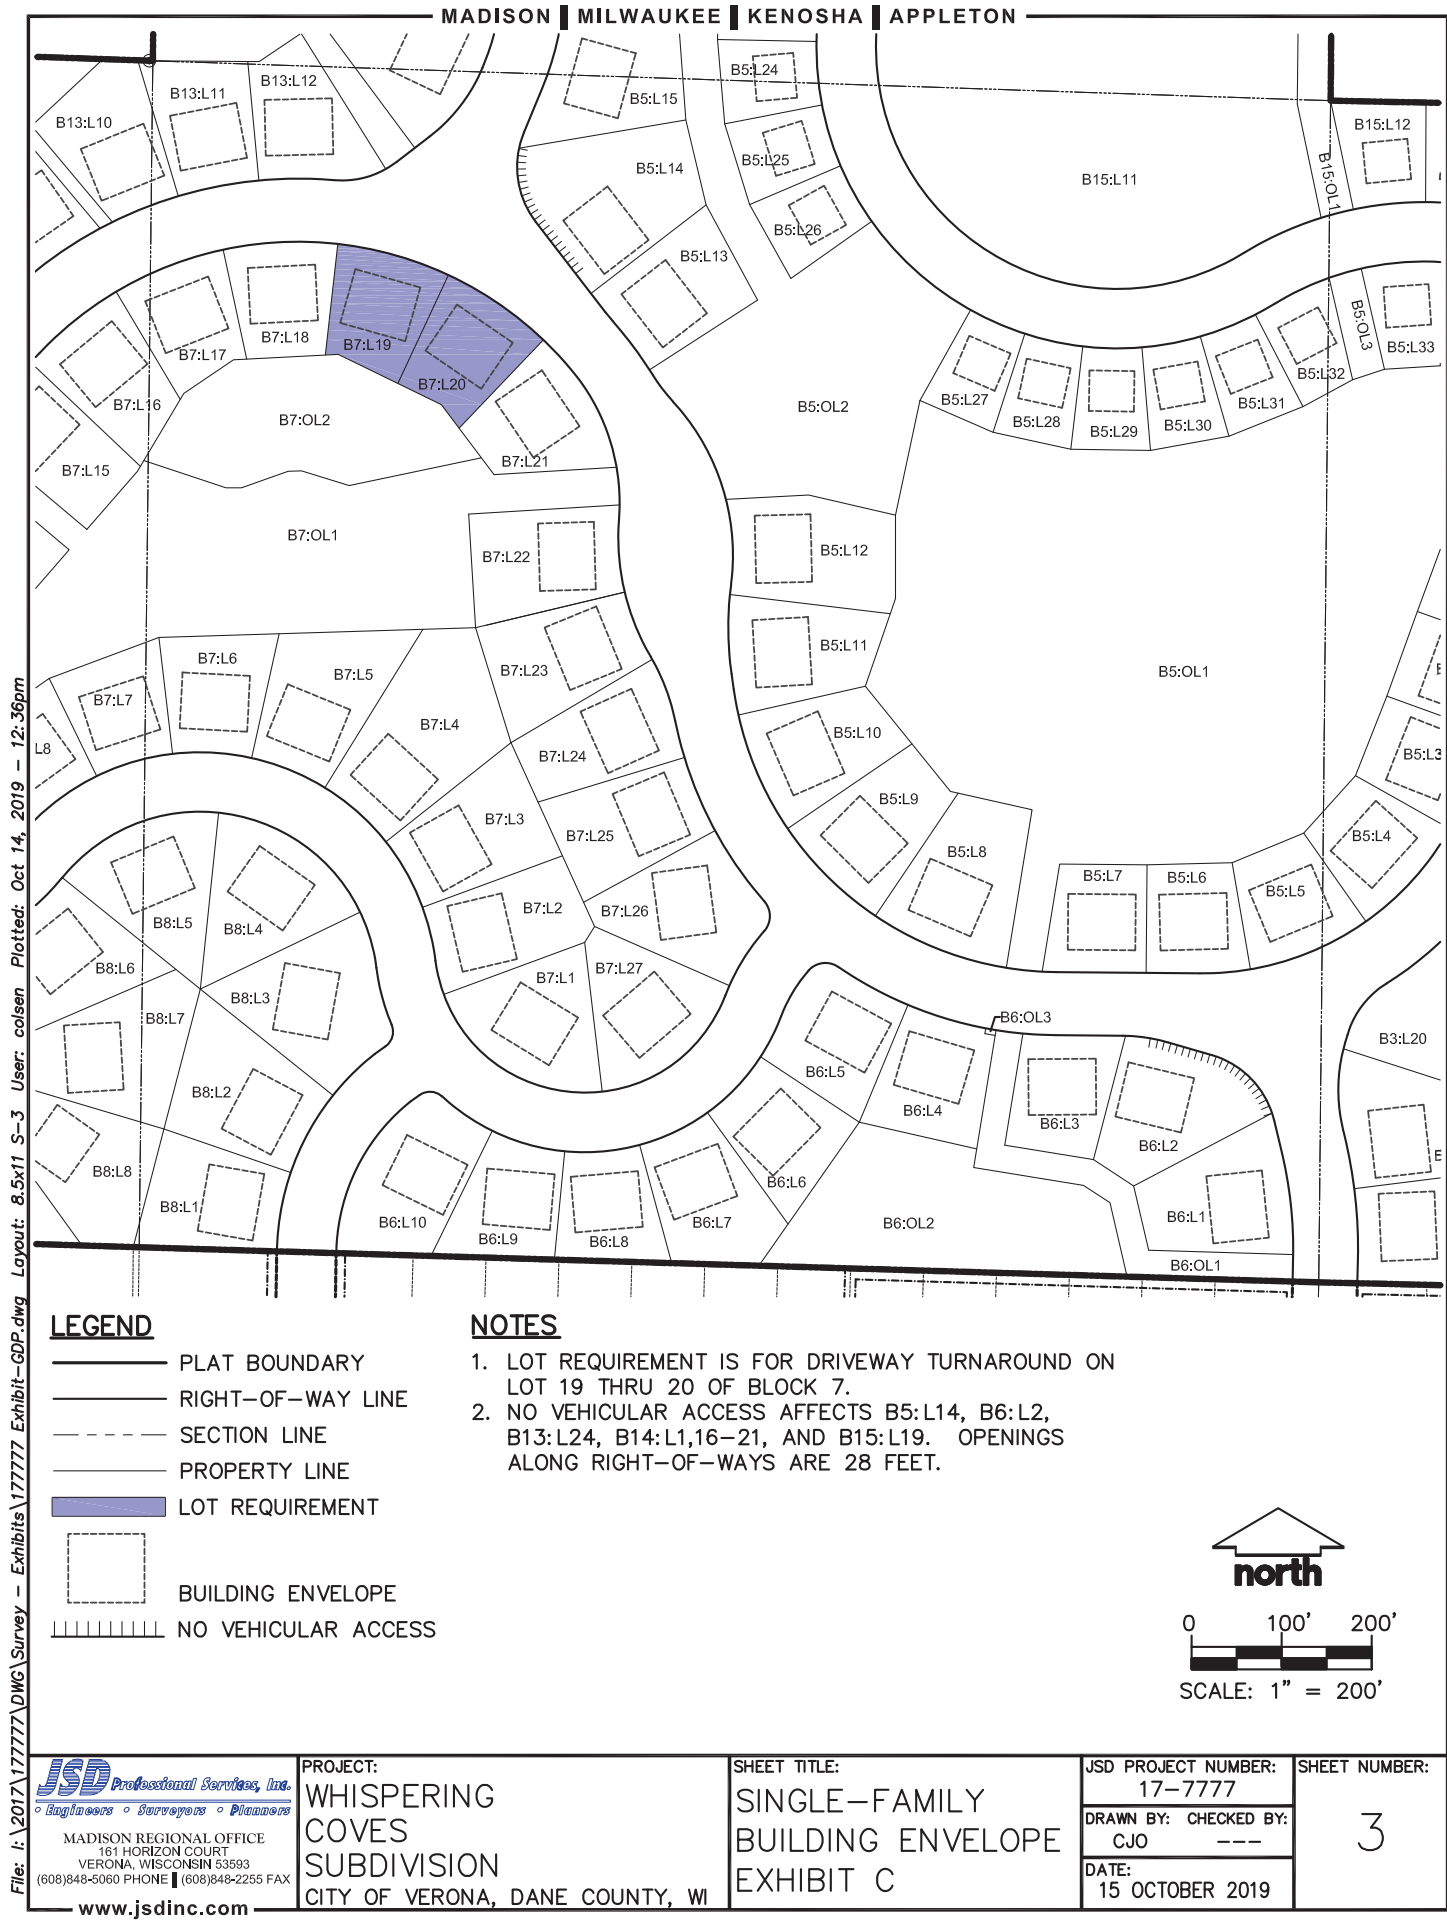 MADISON ▌MILWAUKEE ▌KENOSHA ▌APPLETON
B13:L10
B13:L11
B13:L12
B5:L15
B5:L24
B5:L14
B5:L25
B5:L26
B5:L13
B15:L11
B15:OL1
B15:L12
B7:L19
B7:L18
B7:L17
B7:L20
B7:L16
B7:OL2
B7:L15
B7:L21
B5:OL2
B5:L27
B5:L28
B5:L29
B5:L30
B5:L31
B5:L32
B5:OL3
B5:L33
B7:OL1
B7:L22
B5:L12
B5:L11
B5:OL1
B7:L7
B7:L6
B7:L5
B7:L4
B7:L23
L8
B7:L24
B5:L10
B7:L3
B7:L25
B5:L9
B5:L8
B5:L7
B5:L6
B5:L5
B5:L4
B5:L3
B7:L2
B7:L26
B7:L1
B7:L27
B8:L5
B8:L4
B8:L6
B8:L3
B8:L7
B8:L2
B8:L8
B8:L1
B6:OL3
B6:L5
B6:L4
B6:L3
B6:L2
B3:L20
B6:L6
B6:L10
B6:L9
B6:L8
B6:L7
B6:OL2
B6:L1
B6:OL1
LEGEND
PLAT BOUNDARY
RIGHT-OF-WAY LINE
SECTION LINE
PROPERTY LINE
LOT REQUIREMENT
BUILDING ENVELOPE
NO VEHICULAR ACCESS
NOTES
1. LOT REQUIREMENT IS FOR DRIVEWAY TURNAROUND ON
LOT 19 THRU 20 OF BLOCK 7.
2. NO VEHICULAR ACCESS AFFECTS B5:L14, B6:L2,
B13:L24, B14:L1,16-21, AND B15:L19. OPENINGS
ALONG RIGHT-OF-WAYS ARE 28 FEET.
north
0 100' 200'
SCALE: 1" = 200'
File: I:\2017\177777\DWG\Survey - Exhibits\177777 Exhibit-GDP.dwg Layout: 8.5x11 S-3 User: colsen Plotted: Oct 14, 2019 - 12:36pm
JSD Professional Services, Inc.
• Engineers • Surveyors • Planners
MADISON REGIONAL OFFICE
161 HORIZON COURT
VERONA, WISCONSIN 53593
(608)848-5060 PHONE ▌(608)848-2255 FAX
www.jsdinc.com
PROJECT:
WHISPERING
COVES
SUBDIVISION
CITY OF VERONA, DANE COUNTY, WI
SHEET TITLE:
SINGLE-FAMILY
BUILDING ENVELOPE
EXHIBIT C
JSD PROJECT NUMBER:
17-7777
DRAWN BY: CHECKED BY:
CJO ---
DATE:
15 OCTOBER 2019
SHEET NUMBER:
3